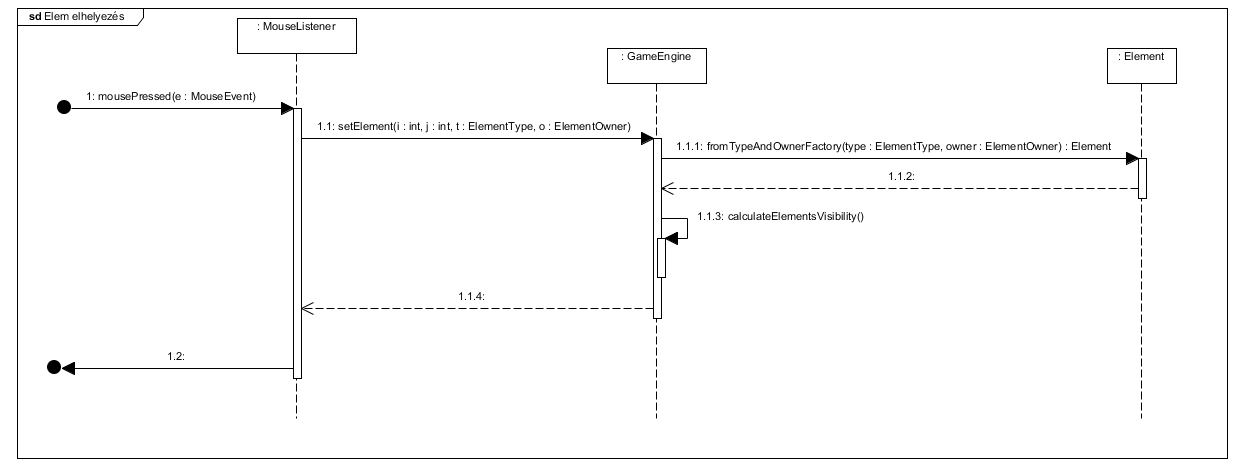 sd Elem elhelyezés
: MouseListener
: GameEngine
: Element
1: mousePressed(e : MouseEvent)
1.1: setElement(i : int, j : int, t : ElementType, o : ElementOwner)
1.1.1: fromTypeAndOwnerFactory(type : ElementType, owner : ElementOwner) : Element
1.1.2:
1.1.3: calculateElementsVisibility()
1.1.4:
1.2: